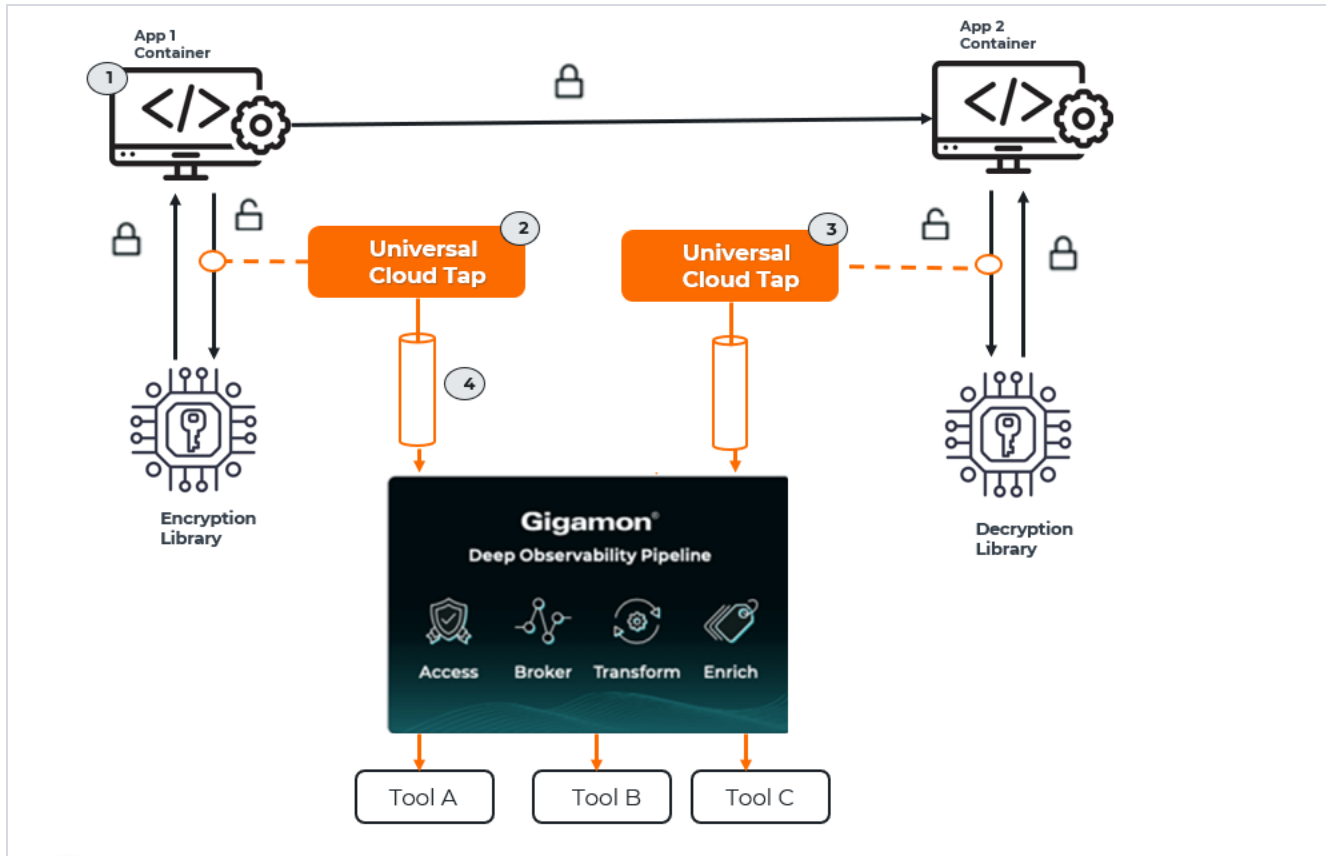 App 1
Container
App 2
Container
1
</>
</>
Universal
Cloud Tap
2
Universal
Cloud Tap
3
4
Encryption
Library
Gigamon®
Deep Observability Pipeline
Access
Broker
Transform
Enrich
Decryption
Library
Tool A
Tool B
Tool C